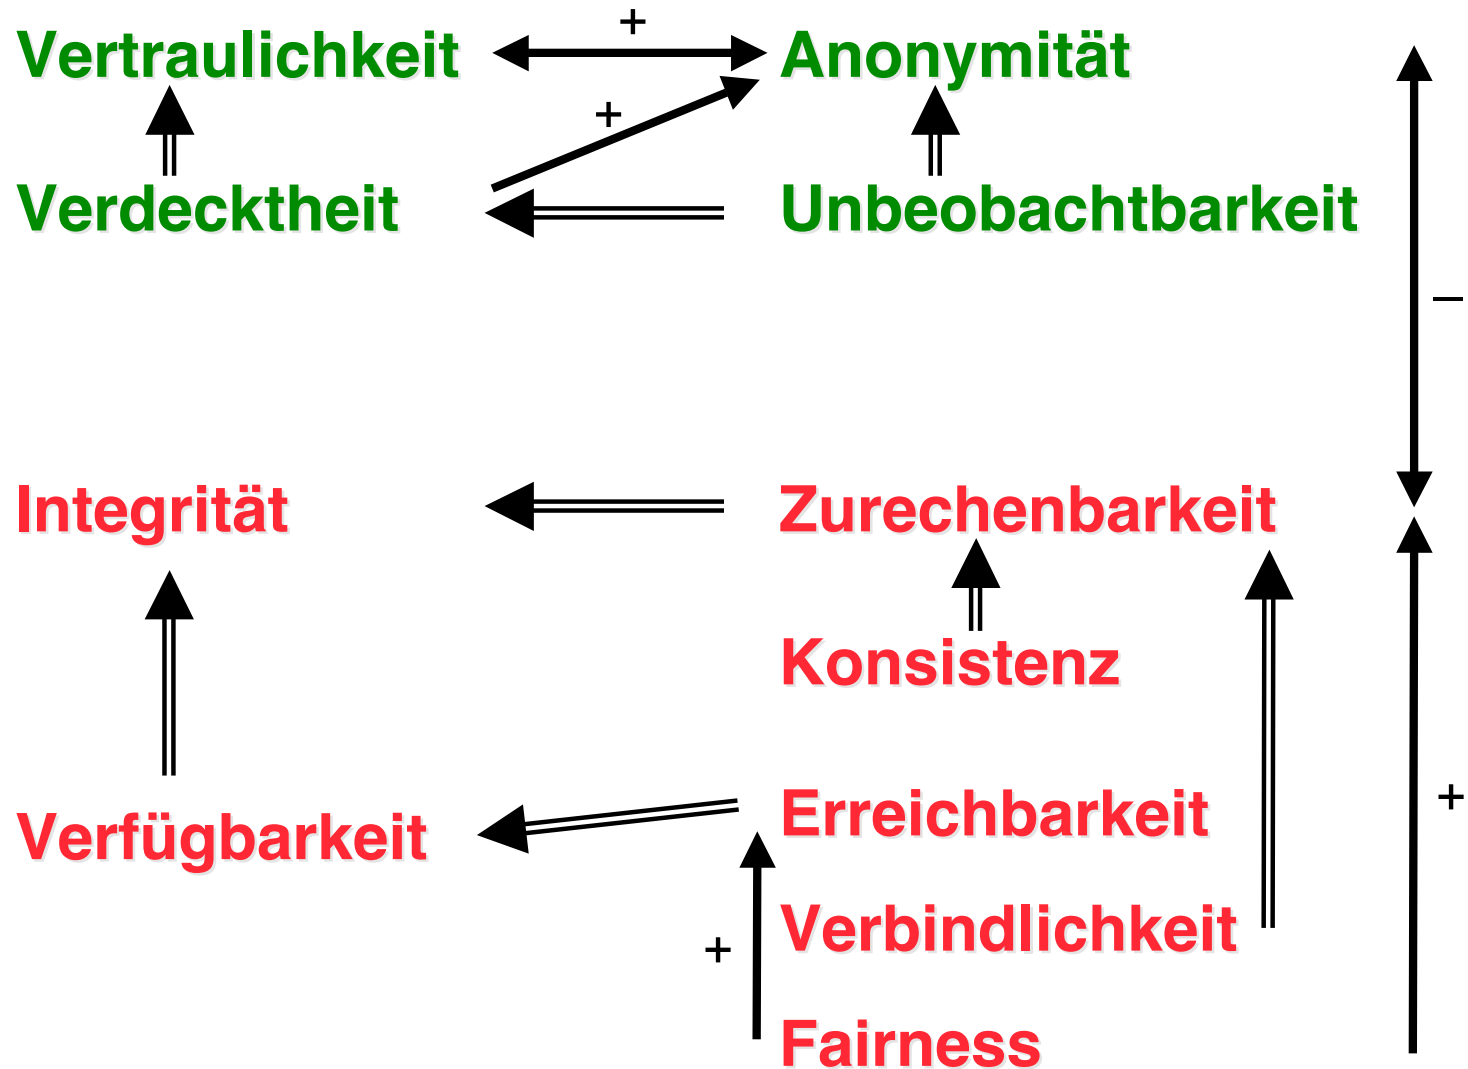 +
Vertraulichkeit Anonymität
+
Verdecktheit Unbeobachtbarkeit
–
Integrität Zurechenbarkeit
Konsistenz
+
Erreichbarkeit
Verfügbarkeit
Verbindlichkeit
+
Fairness